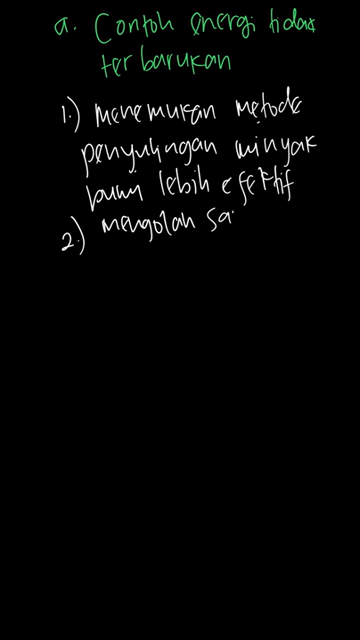 a. Contoh energi tidak
terbarukan
1.) menemukan metode
penyulingan minyak
bumi lebih efektif
2.) mengolah sa